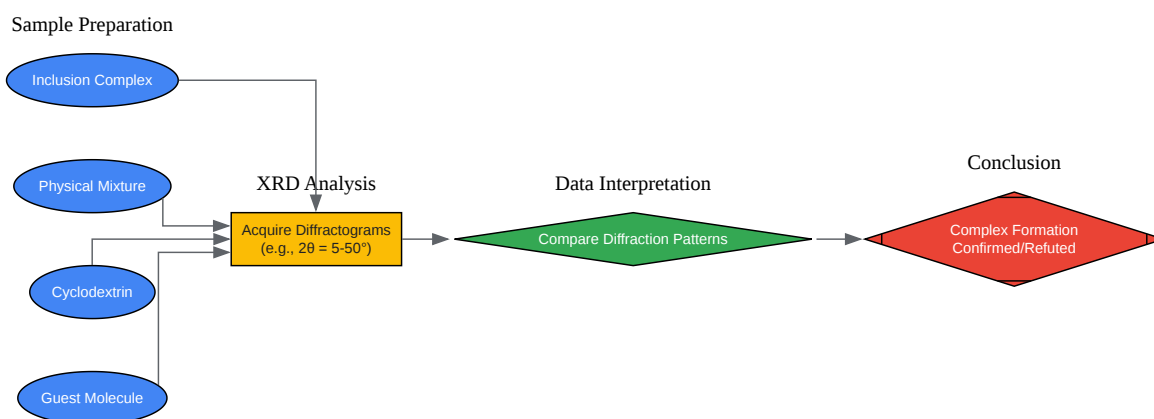 Sample Preparation
Inclusion Complex
Physical Mixture
Cyclodextrin
Guest Molecule
XRD Analysis
Acquire Diffractograms
(e.g., 2θ = 5-50°)
Data Interpretation
Compare Diffraction Patterns
Conclusion
Complex Formation
Confirmed/Refuted